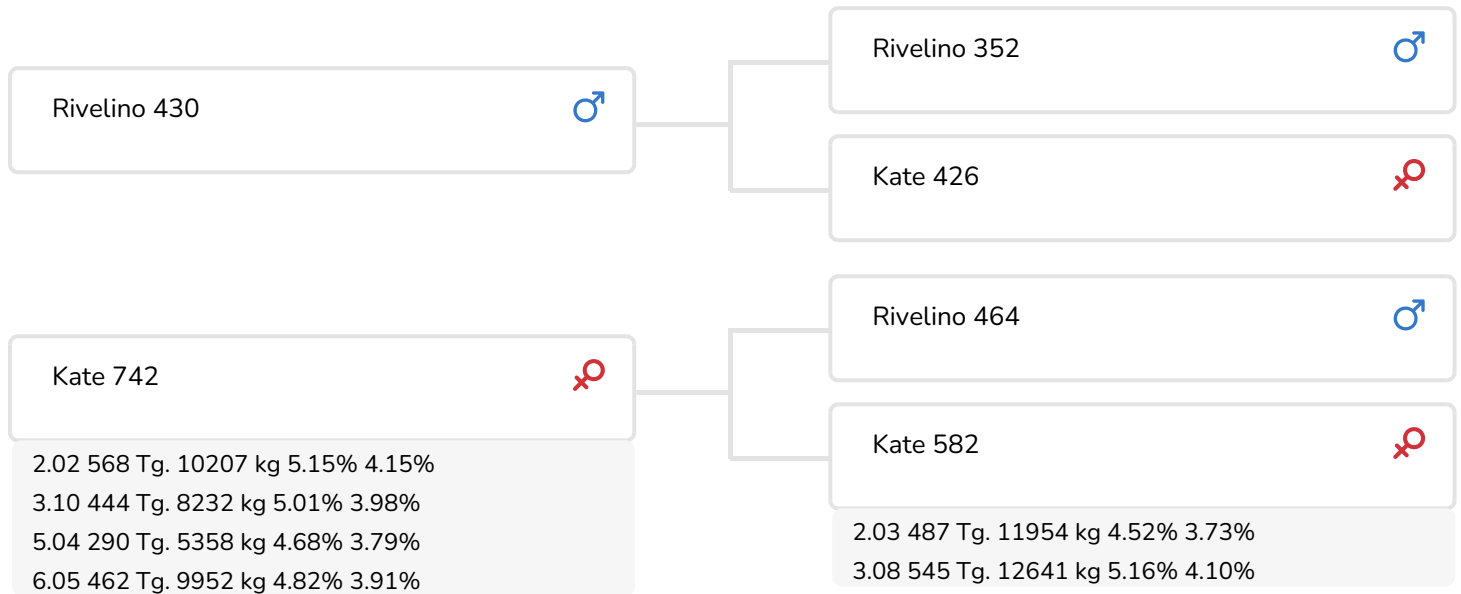 Rivelino 430
Rivelino 352
Kate 426
Kate 742
2.02 568 Tg. 10207 kg 5.15% 4.15%
3.10 444 Tg. 8232 kg 5.01% 3.98%
5.04 290 Tg. 5358 kg 4.68% 3.79%
6.05 462 Tg. 9952 kg 4.82% 3.91%
Rivelino 464
Kate 582
2.03 487 Tg. 11954 kg 4.52% 3.73%
3.08 545 Tg. 12641 kg 5.16% 4.10%